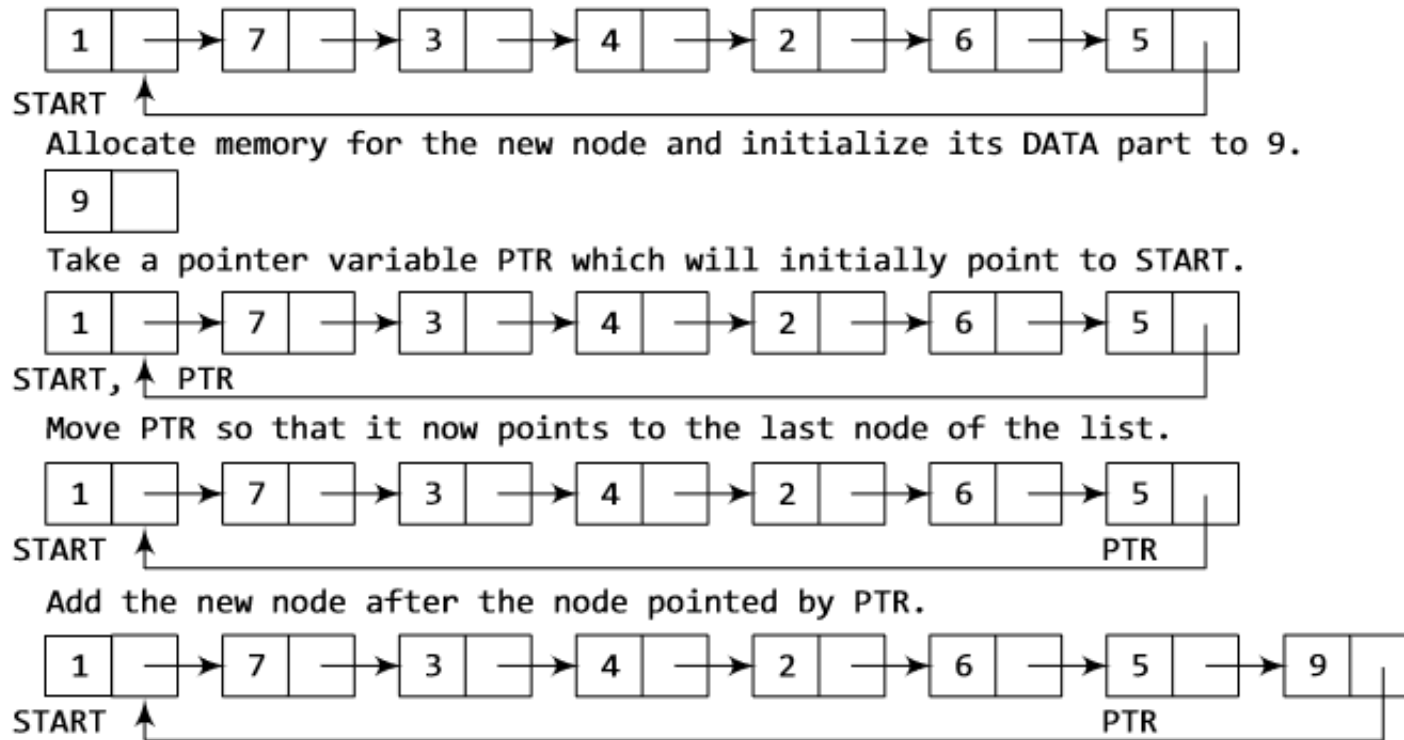 1 7 3 4 2 6 5
START
Allocate memory for the new node and initialize its DATA part to 9.
9
Take a pointer variable PTR which will initially point to START.
1 7 3 4 2 6 5
START, PTR
Move PTR so that it now points to the last node of the list.
1 7 3 4 2 6 5
START PTR
Add the new node after the node pointed by PTR.
1 7 3 4 2 6 5 9
START PTR